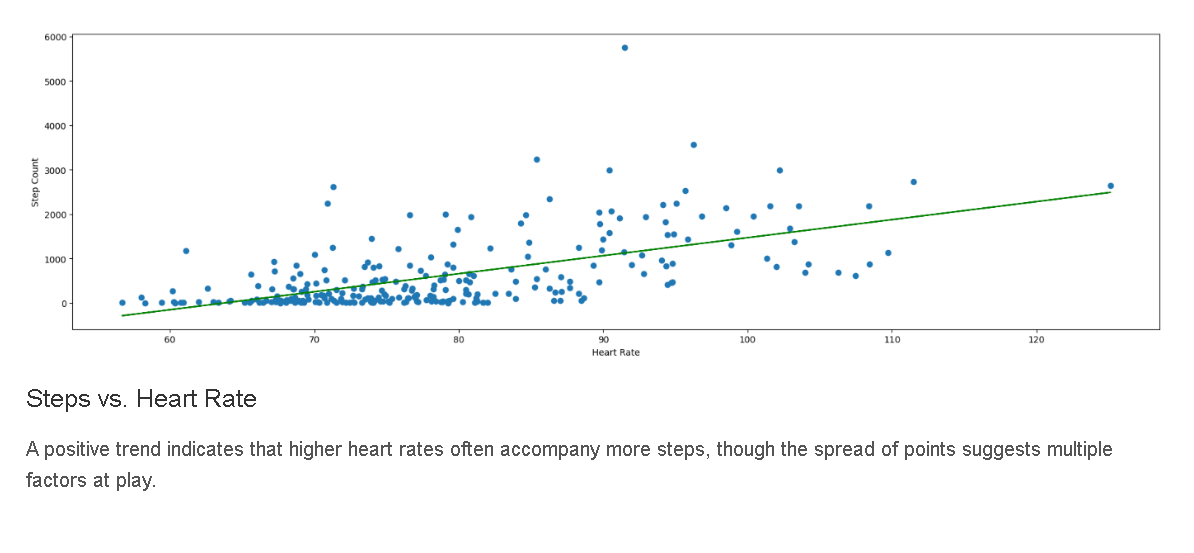 6000
5000
4000
3000
2000
1000
0
Step Count
60 70 80 90 100 110 120
Heart Rate
Steps vs. Heart Rate
A positive trend indicates that higher heart rates often accompany more steps, though the spread of points suggests multiple
factors at play.